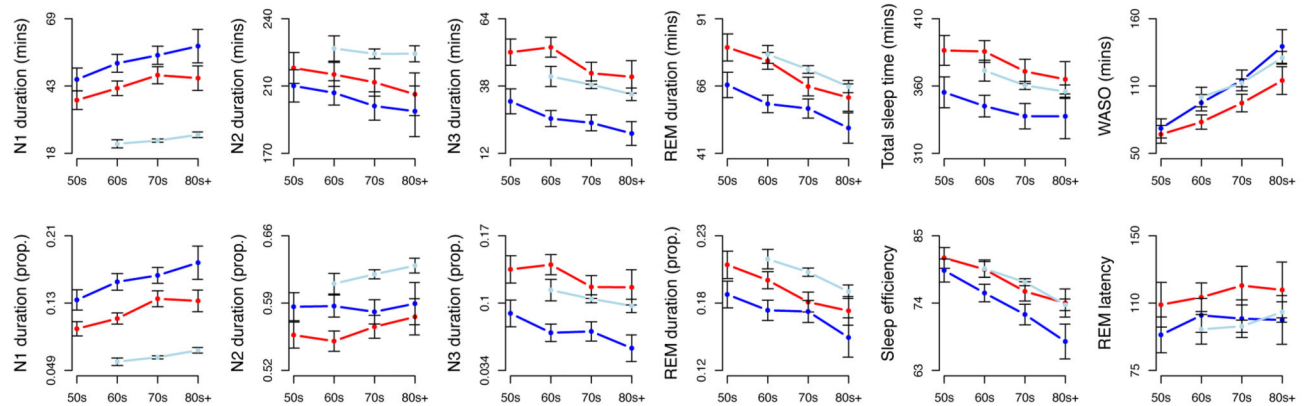 N1 duration (mins)
69
43
18
50s 60s 70s 80s+
N2 duration (mins)
240
210
170
50s 60s 70s 80s+
N3 duration (mins)
64
38
12
50s 60s 70s 80s+
REM duration (mins)
91
66
41
50s 60s 70s 80s+
Total sleep time (mins)
410
360
310
50s 60s 70s 80s+
WASO (mins)
160
110
50
50s 60s 70s 80s+
N1 duration (prop.)
0.21
0.13
0.049
50s 60s 70s 80s+
N2 duration (prop.)
0.66
0.59
0.52
50s 60s 70s 80s+
N3 duration (prop.)
0.17
0.1
0.034
50s 60s 70s 80s+
REM duration (prop.)
0.23
0.18
0.12
50s 60s 70s 80s+
Sleep efficiency
85
74
63
50s 60s 70s 80s+
REM latency
150
110
75
50s 60s 70s 80s+